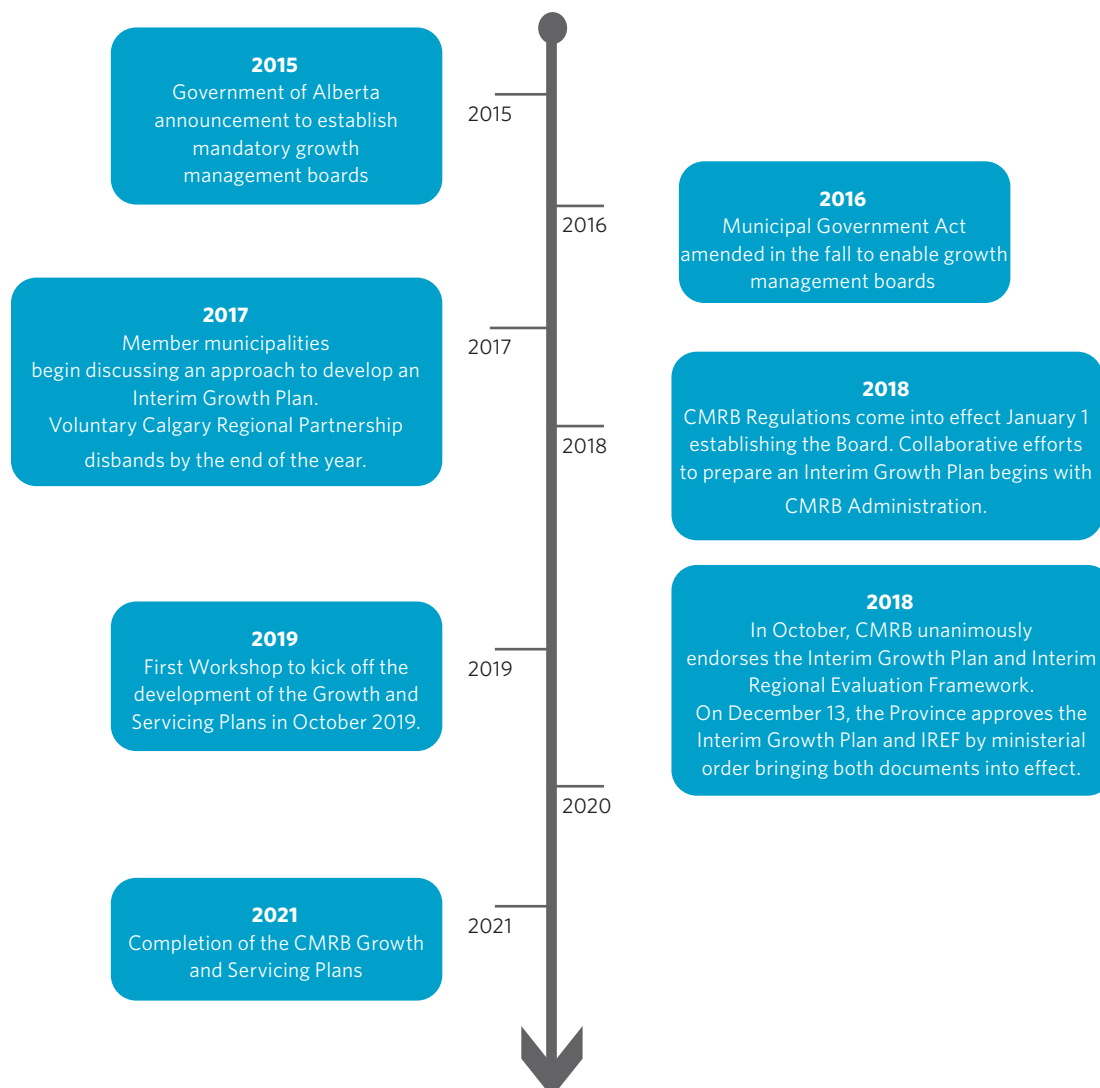 2015
Government of Alberta
announcement to establish
mandatory growth
management boards
2015
2016
2016
Municipal Government Act
amended in the fall to enable growth
management boards
2017
Member municipalities
begin discussing an approach to develop an
Interim Growth Plan.
Voluntary Calgary Regional Partnership
disbands by the end of the year.
2017
2018
2018
CMRB Regulations come into effect January 1
establishing the Board. Collaborative efforts
to prepare an Interim Growth Plan begins with
CMRB Administration.
2018
In October, CMRB unanimously
endorses the Interim Growth Plan and Interim
Regional Evaluation Framework.
On December 13, the Province approves the
Interim Growth Plan and IREF by ministerial
order bringing both documents into effect.
2019
First Workshop to kick off the
development of the Growth and
Servicing Plans in October 2019.
2019
2020
2021
Completion of the CMRB Growth
and Servicing Plans
2021